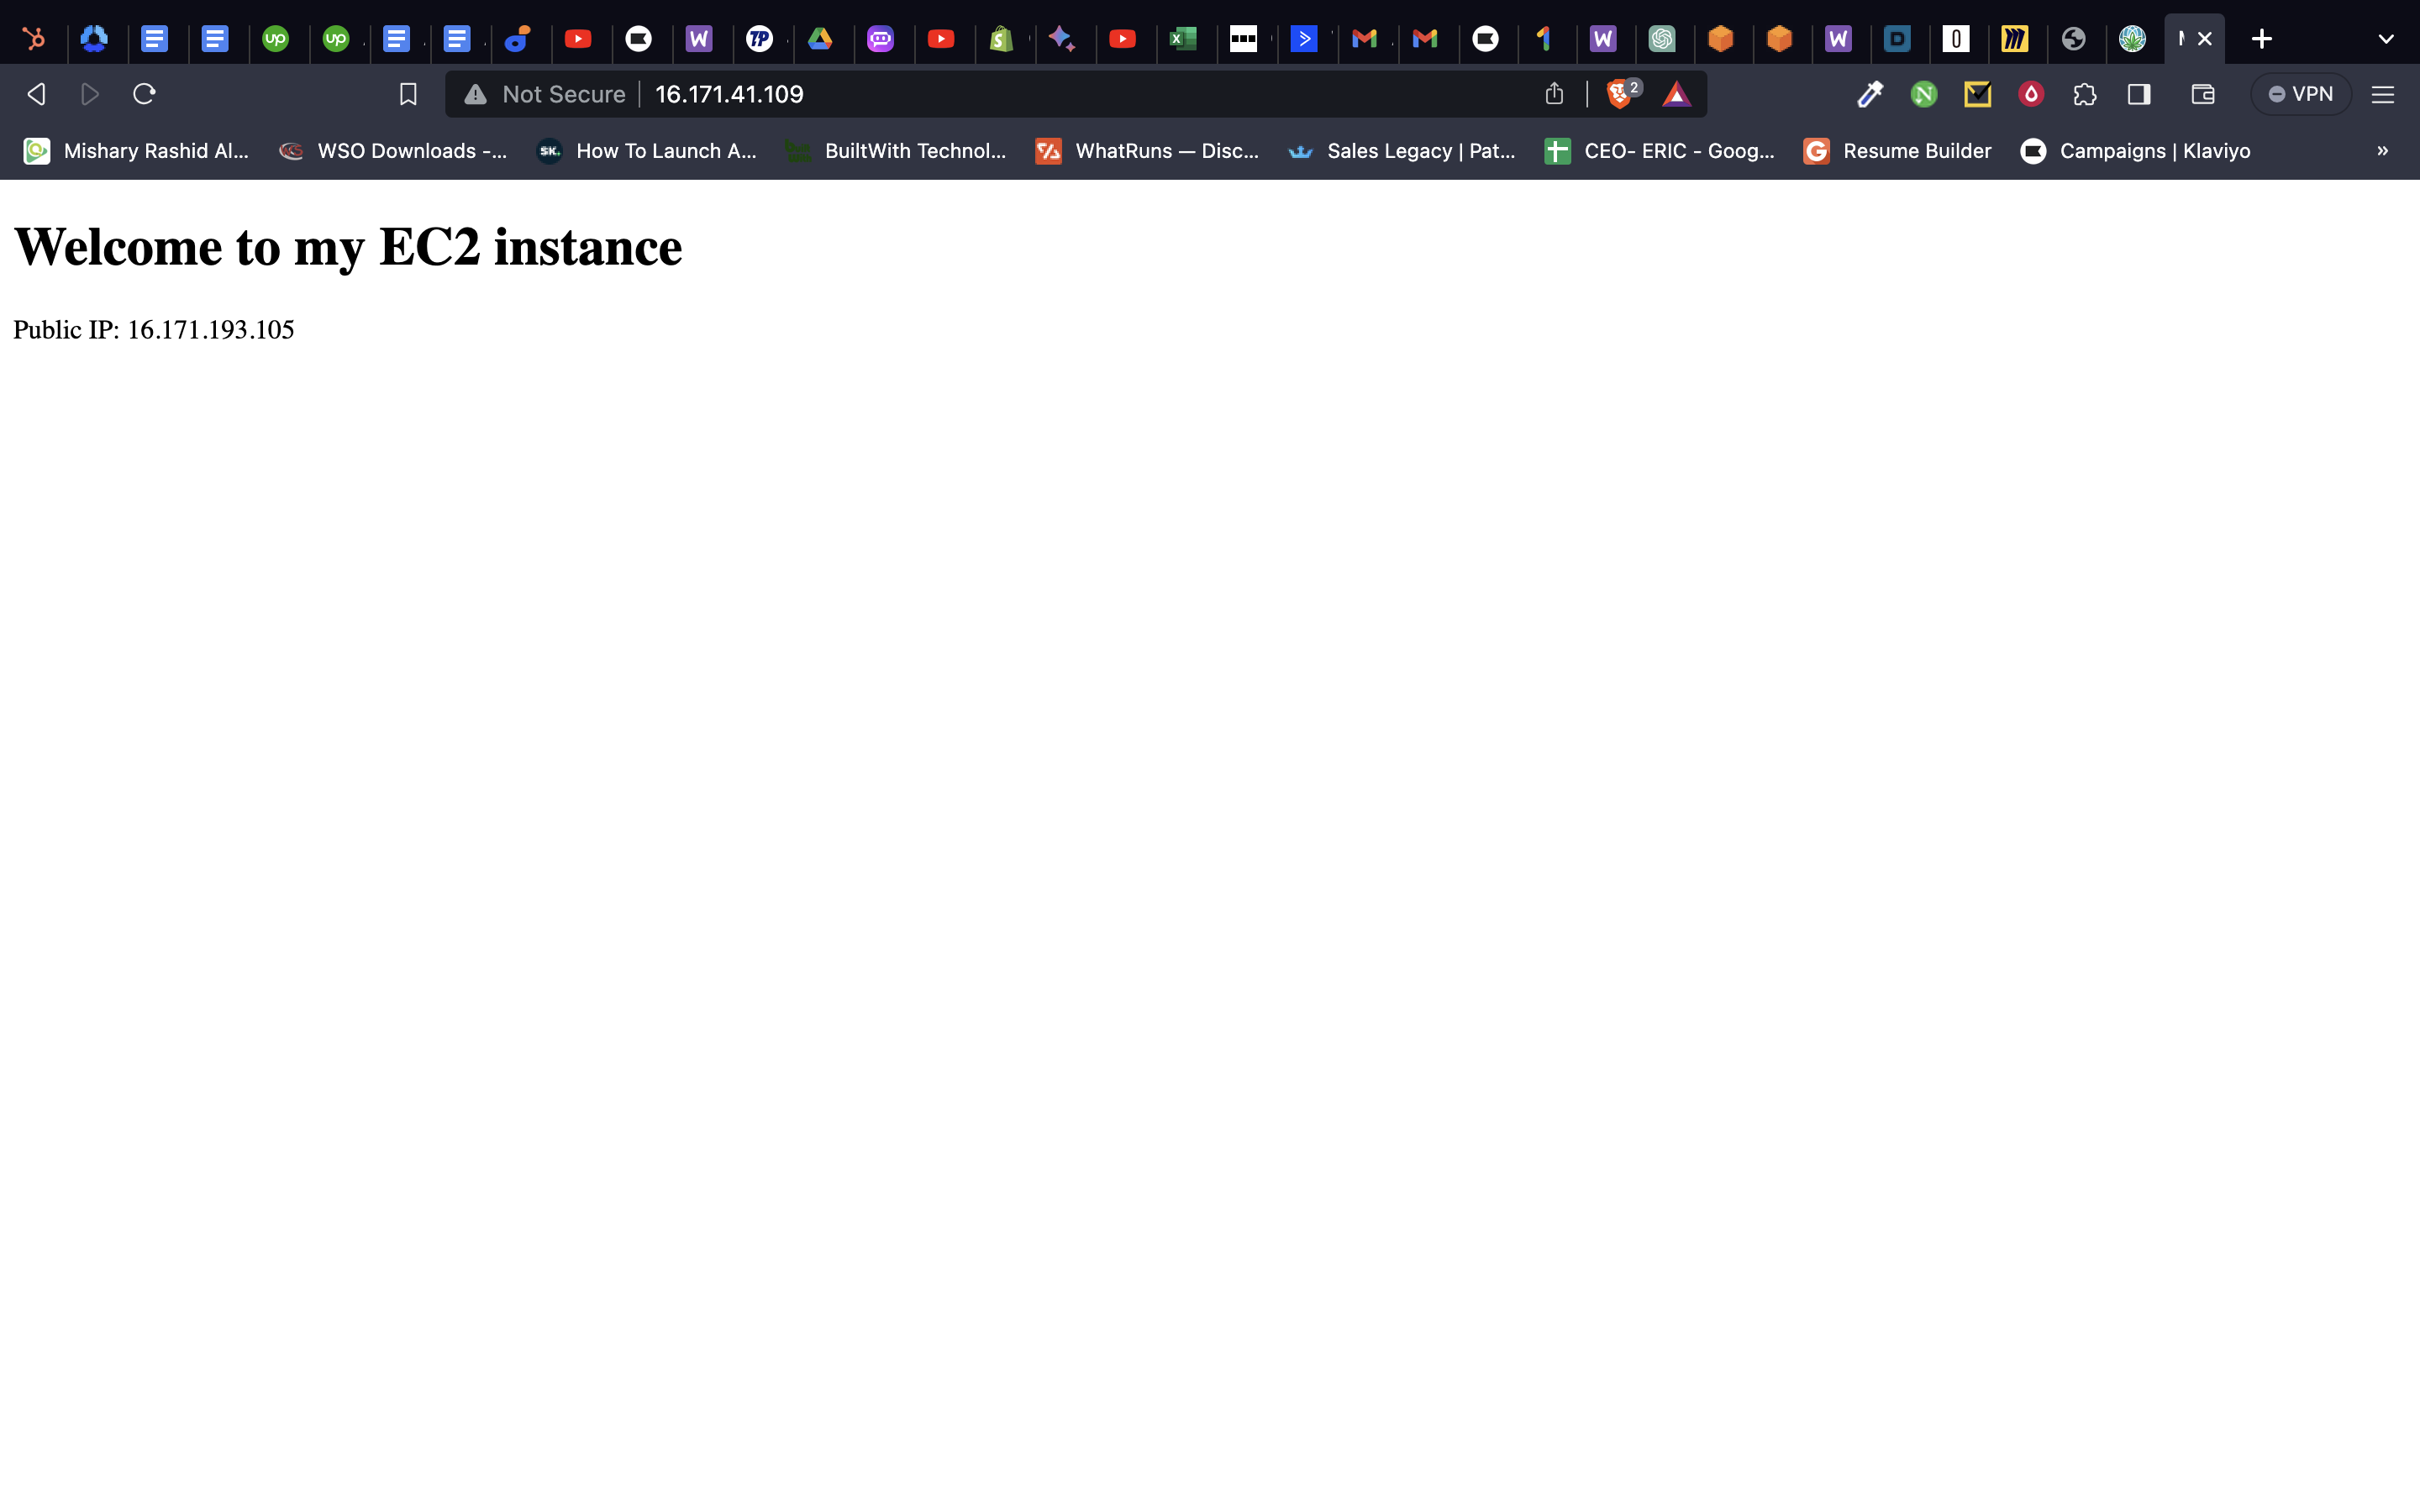 Not Secure 16.171.41.109
2
VPN
Mishary Rashid Al... WSO Downloads -... How To Launch A... BuiltWith Technol... WhatRuns — Disc... Sales Legacy | Pat... CEO- ERIC - Goog... Resume Builder Campaigns | Klaviyo »
Welcome to my EC2 instance
Public IP: 16.171.193.105